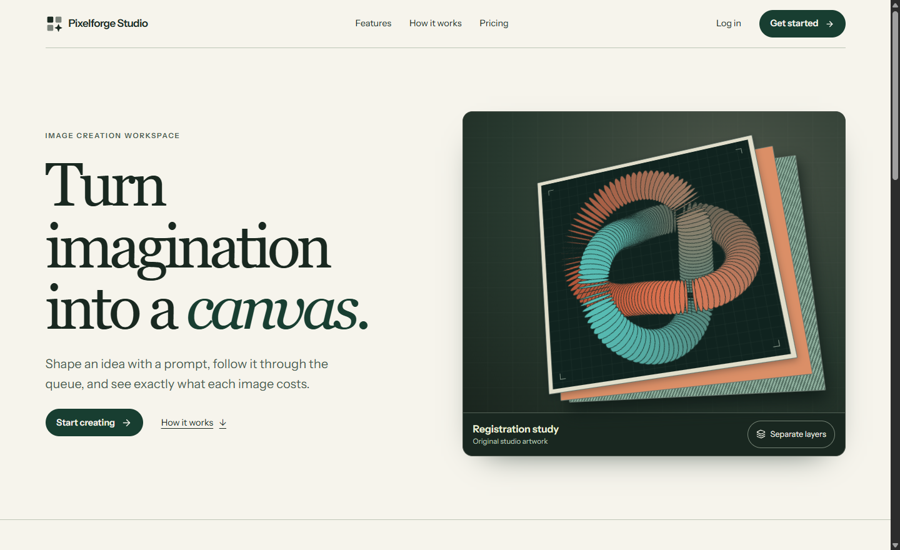 Pixelforge Studio
Features
How it works
Pricing
Log in
Get started
IMAGE CREATION WORKSPACE
Turn
imagination
into a canvas.
Shape an idea with a prompt, follow it through the
queue, and see exactly what each image costs.
Start creating
How it works
Registration study
Original studio artwork
Separate layers